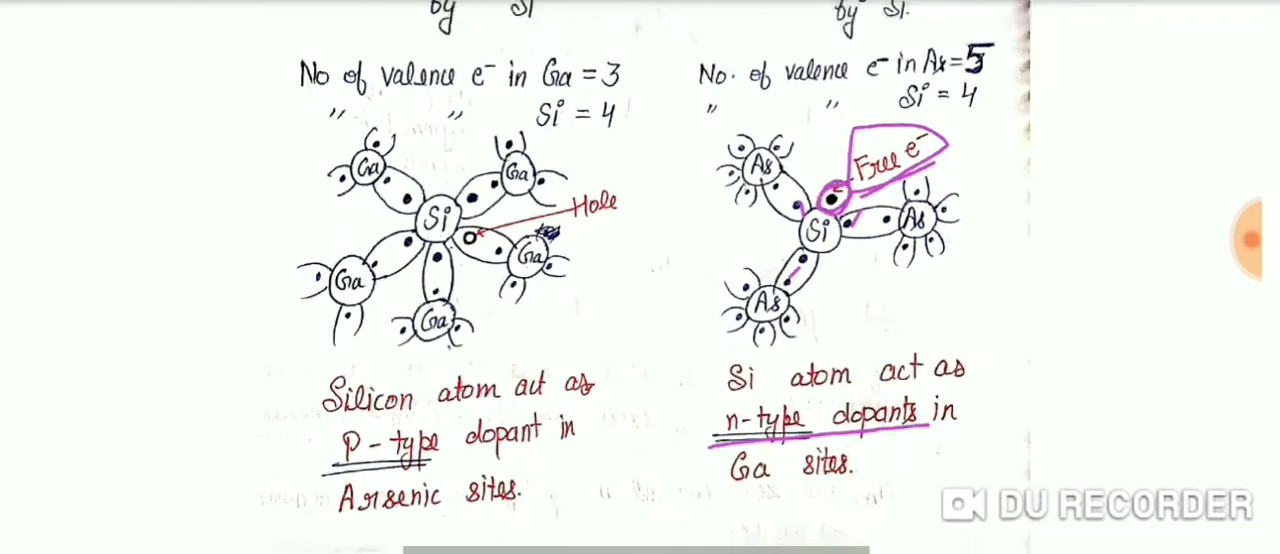 by Si
No of valence e⁻ in Ga = 3
" " Si = 4
Ga
Ga
Si
Hole
Ga
Ga
Ga
Silicon atom act as
P-type dopant in
Arsenic sites.
by Si.
No. of valence e⁻ in As = 5
" " Si = 4
As
Free e⁻
Si
As
As
Si atom act as
n-type dopants in
Ga sites.
DU RECORDER